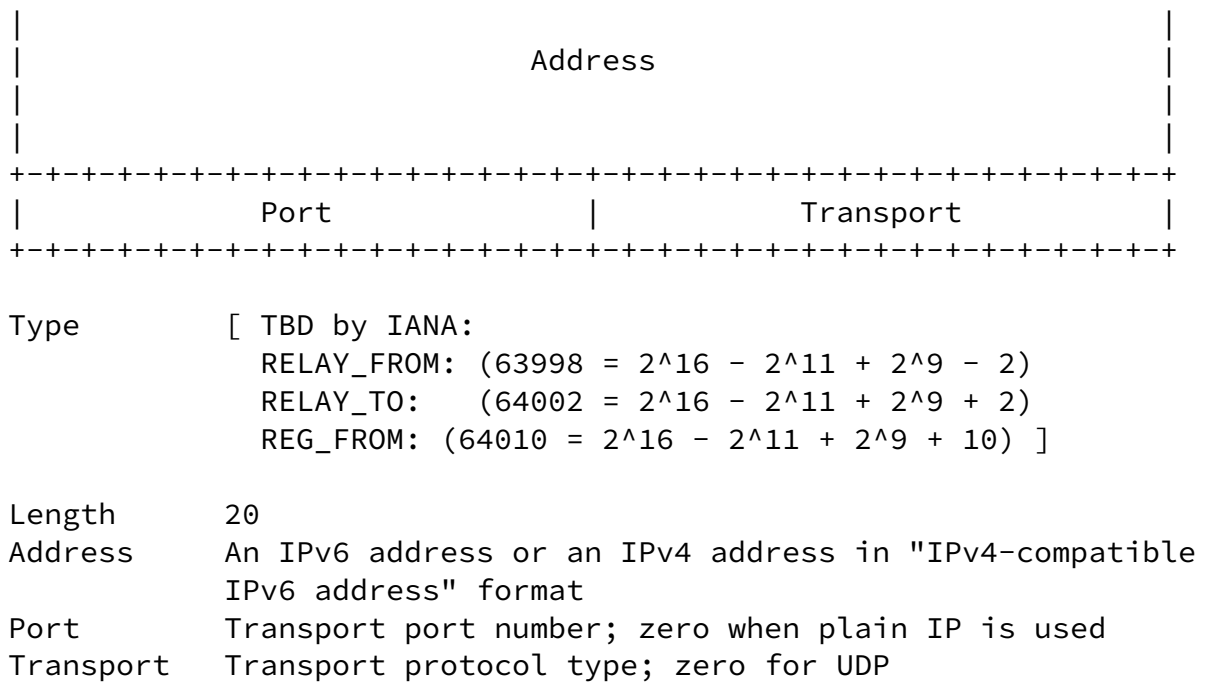 |                                                               |
|                            Address                            |
|                                                               |
|                                                               |
+-+-+-+-+-+-+-+-+-+-+-+-+-+-+-+-+-+-+-+-+-+-+-+-+-+-+-+-+-+-+-+-+
|             Port              |           Transport           |
+-+-+-+-+-+-+-+-+-+-+-+-+-+-+-+-+-+-+-+-+-+-+-+-+-+-+-+-+-+-+-+-+
Type        [ TBD by IANA:
              RELAY_FROM: (63998 = 2^16 - 2^11 + 2^9 - 2)
              RELAY_TO:   (64002 = 2^16 - 2^11 + 2^9 + 2)
              REG_FROM: (64010 = 2^16 - 2^11 + 2^9 + 10) ]
Length      20
Address     An IPv6 address or an IPv4 address in "IPv4-compatible
            IPv6 address" format
Port        Transport port number; zero when plain IP is used
Transport   Transport protocol type; zero for UDP